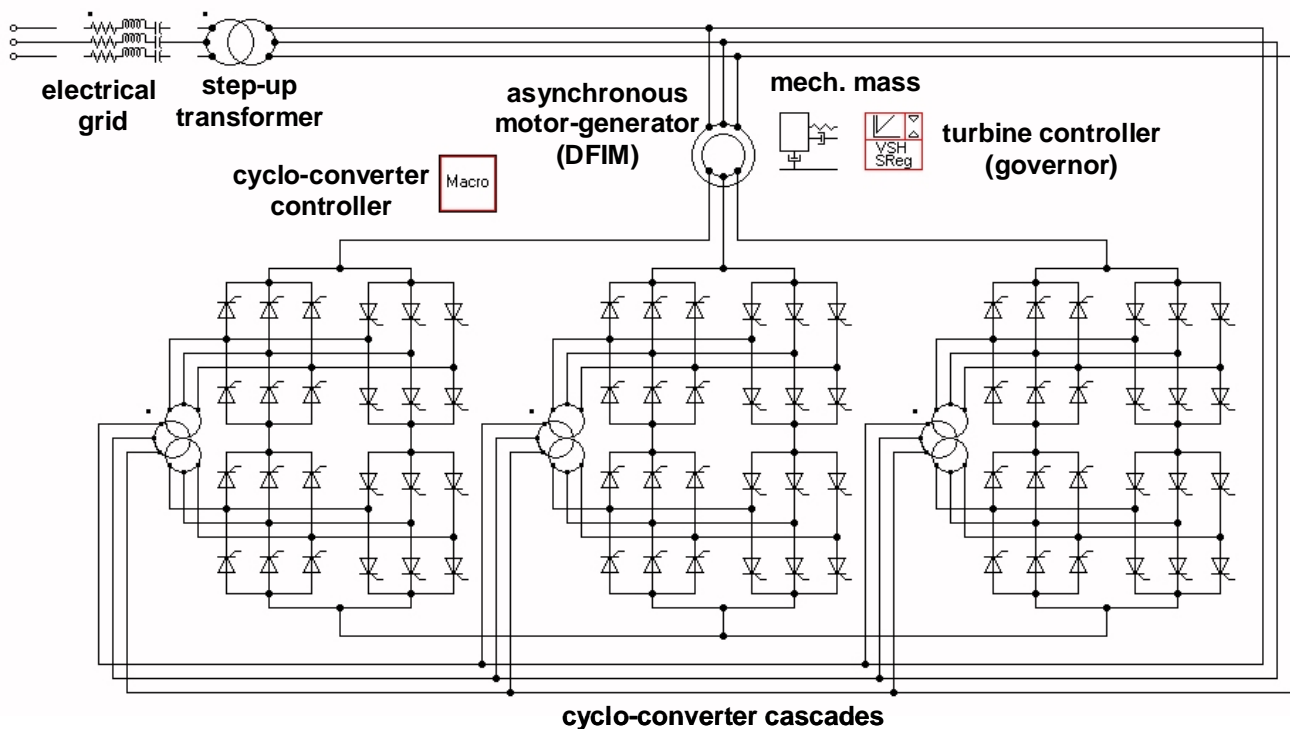 electrical
grid
step-up
transformer
asynchronous
motor-generator
(DFIM)
mech. mass
VSH
SReg
turbine controller
(governor)
cyclo-converter
controller
Macro
cyclo-converter cascades